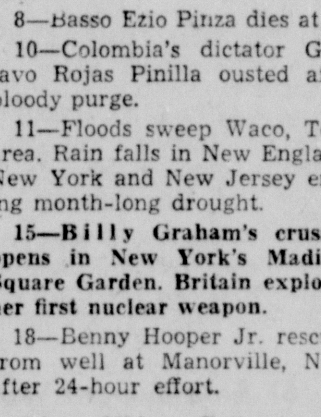 8—Basso Ezio Pinza dies at
10—Colombia's dictator G
avo Rojas Pinilla ousted a
loody purge.
11—Floods sweep Waco, T
rea. Rain falls in New Engla
New York and New Jersey e
ng month-long drought.
15—Billy Graham's crus
pens in New York's Madi
quare Garden. Britain explo
er first nuclear weapon.
18—Benny Hooper Jr. resc
rom well at Manorville, N
fter 24-hour effort.